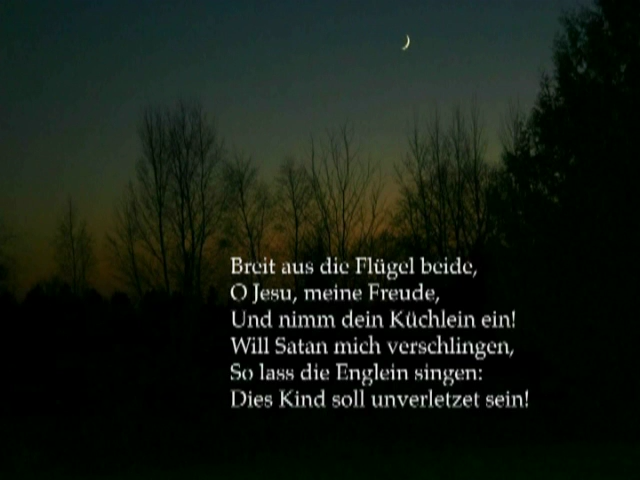 Breit aus die Flügel beide,
O Jesu, meine Freude,
Und nimm dein Küchlein ein!
Will Satan mich verschlingen,
So lass die Englein singen:
Dies Kind soll unverletzet sein!